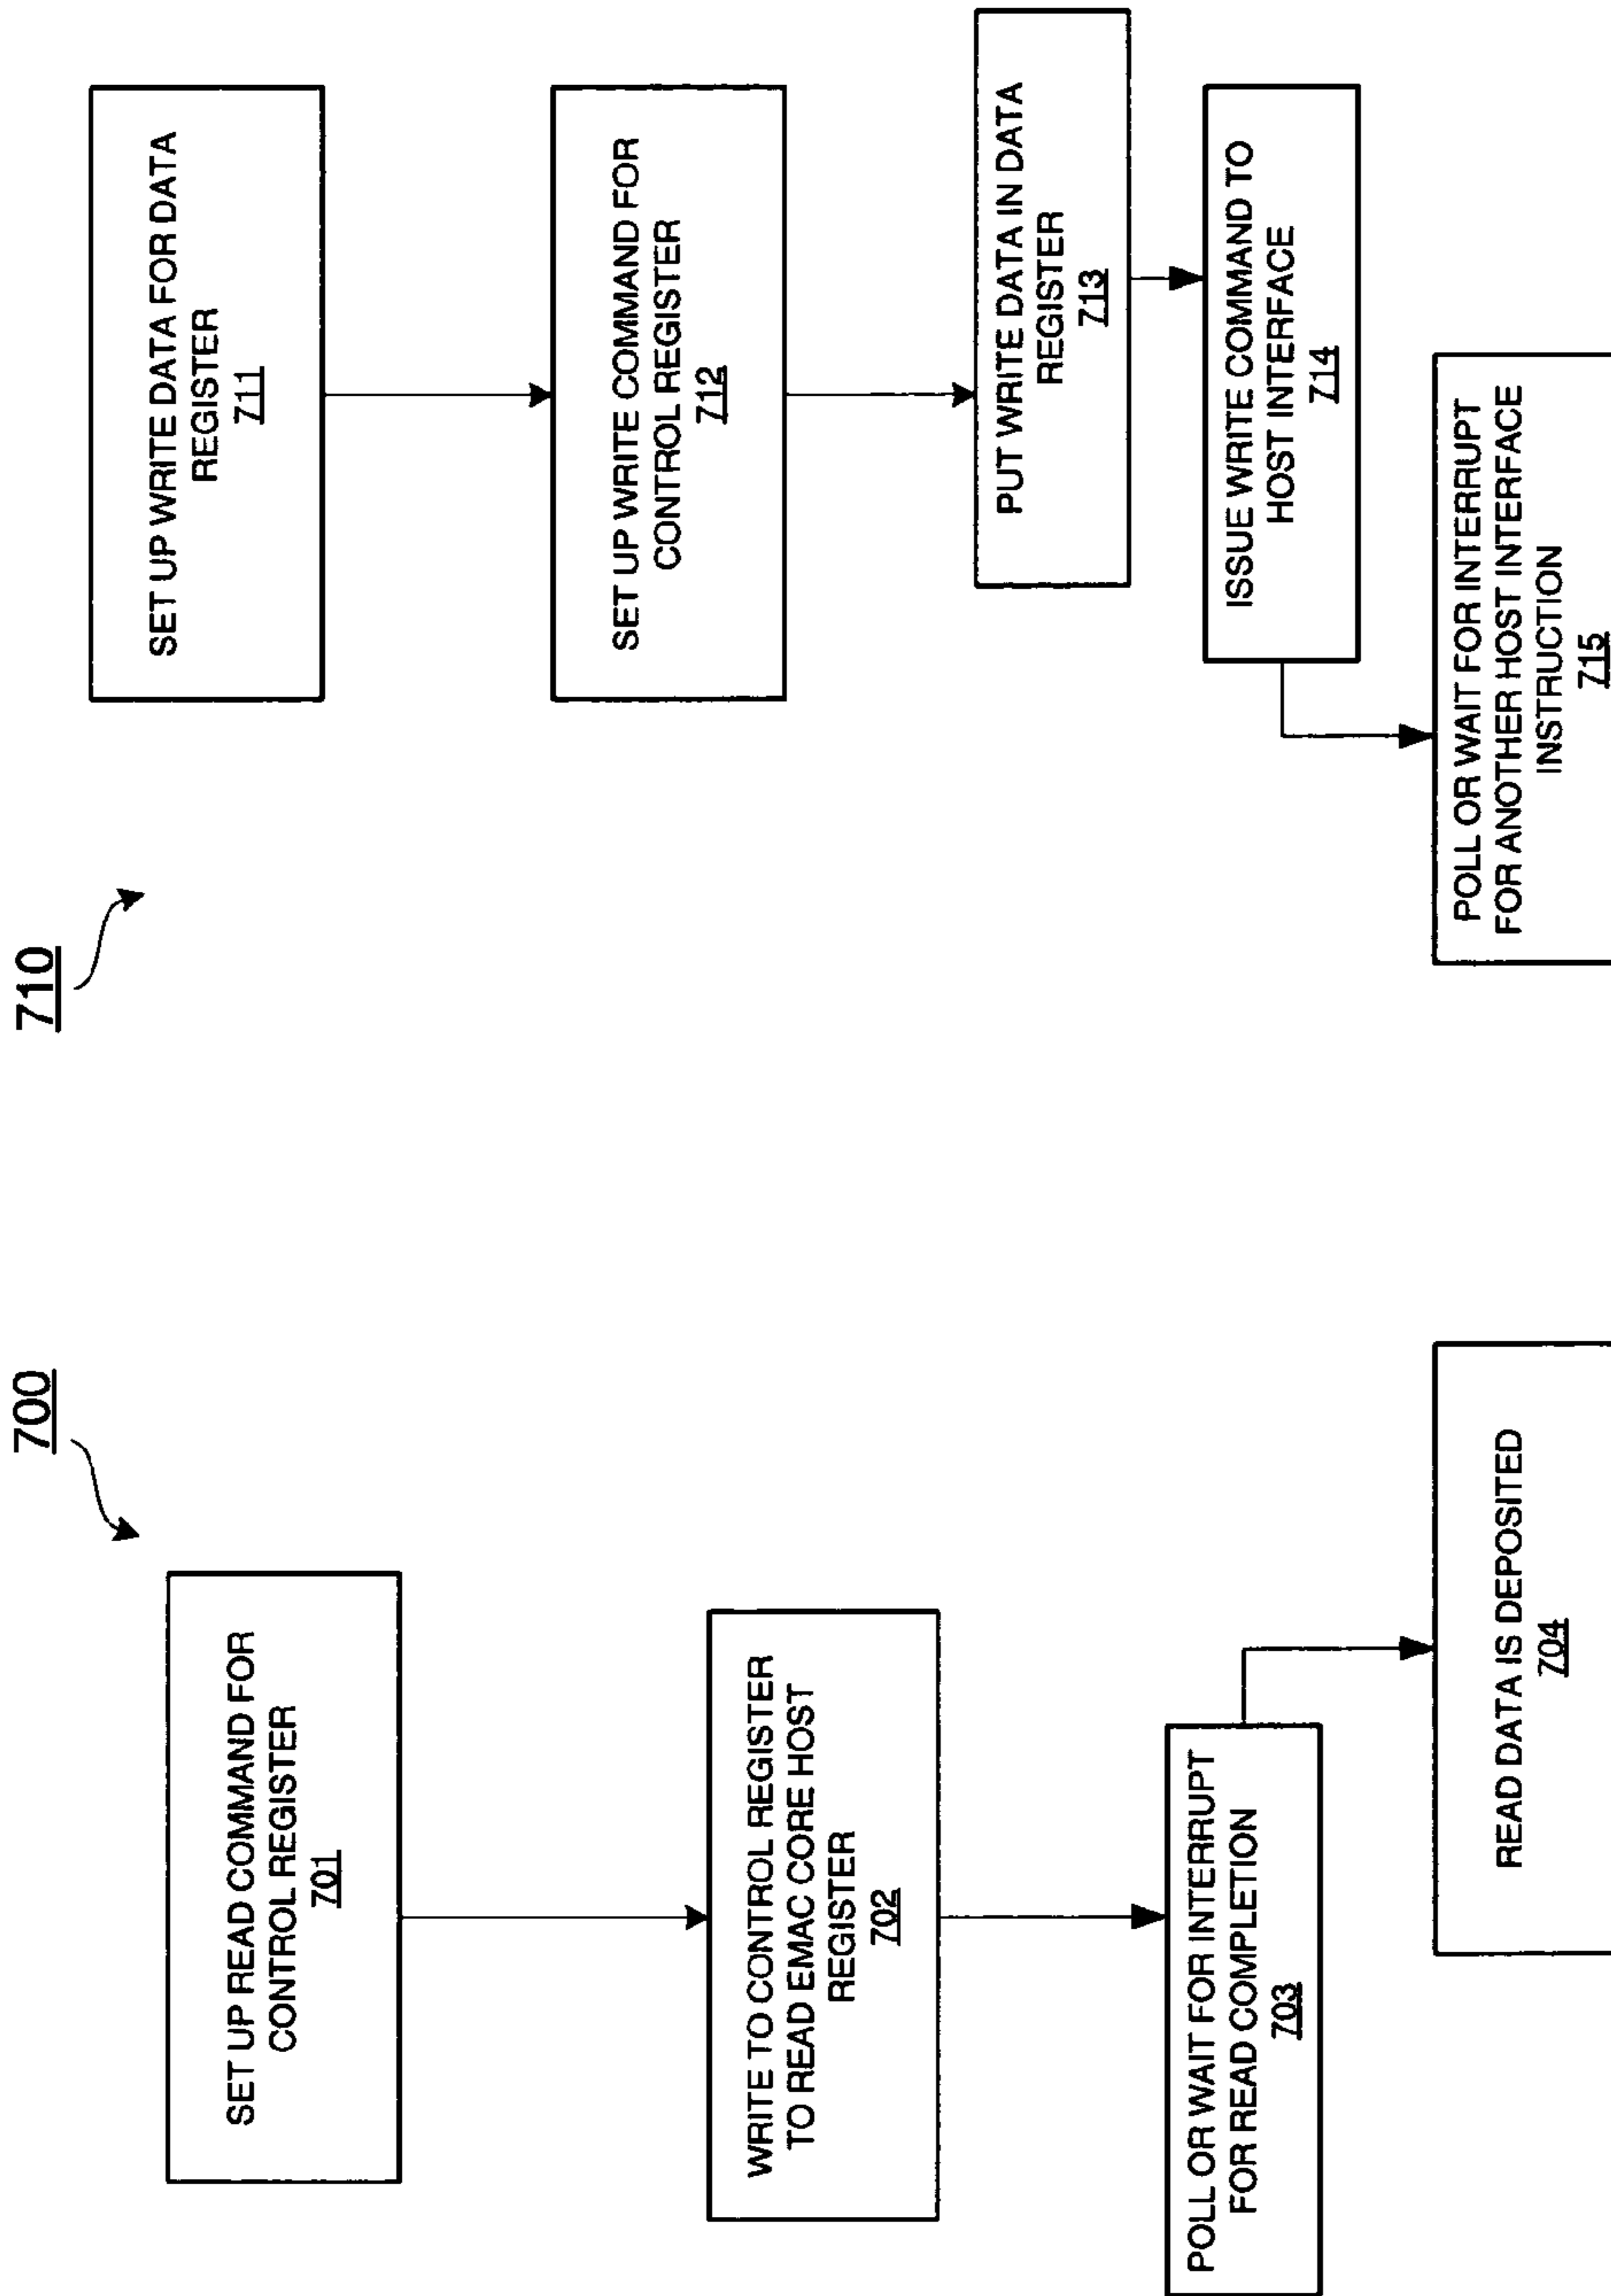 700
SET UP READ COMMAND FOR
CONTROL REGISTER
701
WRITE TO CONTROL REGISTER
TO READ EMAC CORE HOST
REGISTER
702
POLL OR WAIT FOR INTERRUPT
FOR READ COMPLETION
703
READ DATA IS DEPOSITED
704
710
SET UP WRITE DATA FOR DATA
REGISTER
711
SET UP WRITE COMMAND FOR
CONTROL REGISTER
712
PUT WRITE DATA IN DATA
REGISTER
713
ISSUE WRITE COMMAND TO
HOST INTERFACE
714
POLL OR WAIT FOR INTERRUPT
FOR ANOTHER HOST INTERFACE
INSTRUCTION
715